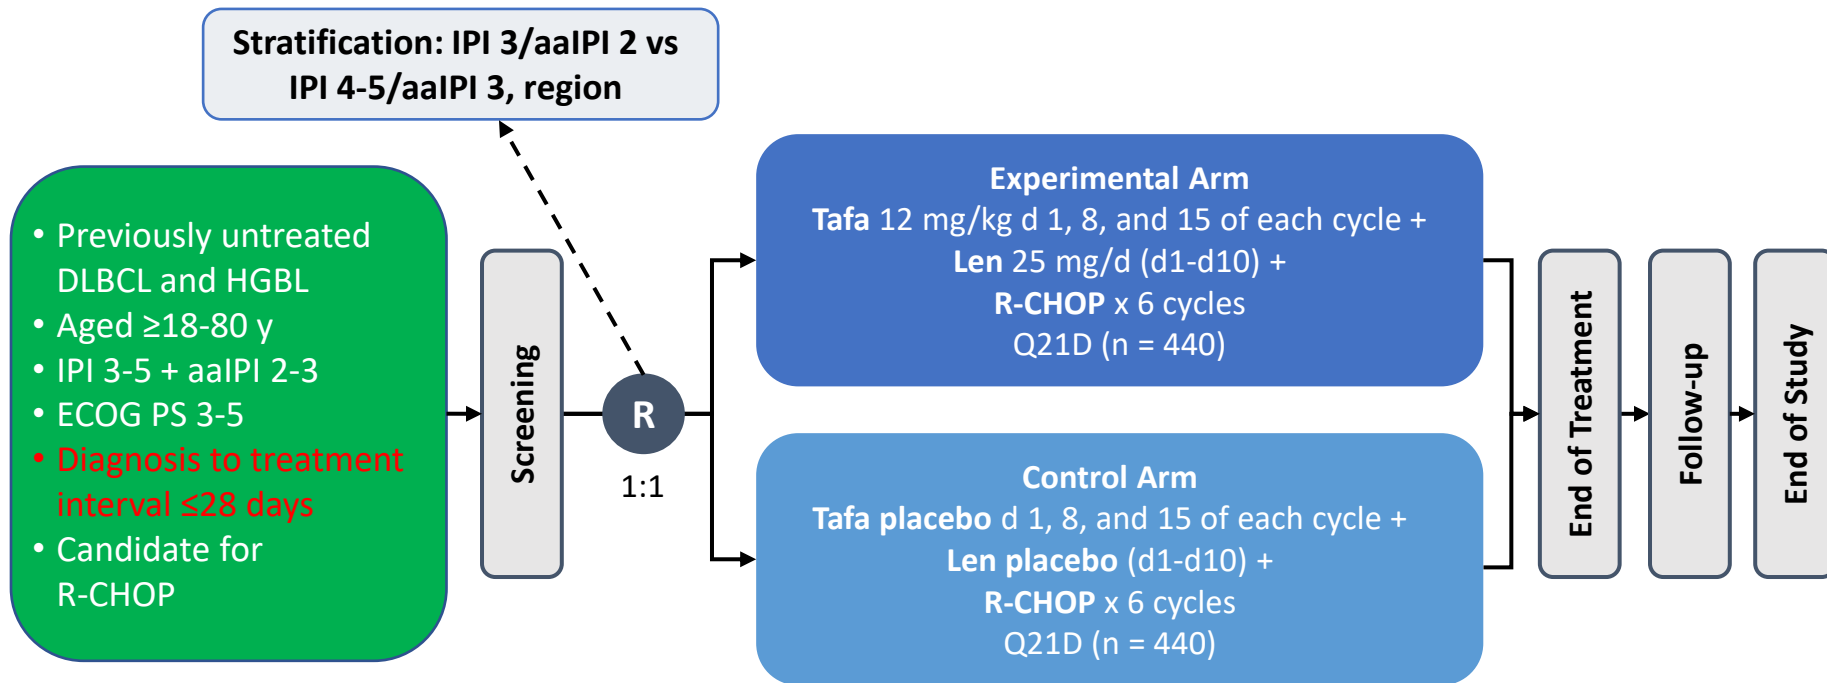 Stratification: IPI 3/aaIPI 2 vs
IPI 4-5/aaIPI 3, region
• Previously untreated
DLBCL and HGBL
• Aged ≥18-80 y
• IPI 3-5 + aaIPI 2-3
• ECOG PS 3-5
• Diagnosis to treatment
interval ≤28 days
• Candidate for
R-CHOP
Screening
R
1:1
Experimental Arm
Tafa 12 mg/kg d 1, 8, and 15 of each cycle +
Len 25 mg/d (d1-d10) +
R-CHOP x 6 cycles
Q21D (n = 440)
Control Arm
Tafa placebo d 1, 8, and 15 of each cycle +
Len placebo (d1-d10) +
R-CHOP x 6 cycles
Q21D (n = 440)
End of Treatment
Follow-up
End of Study